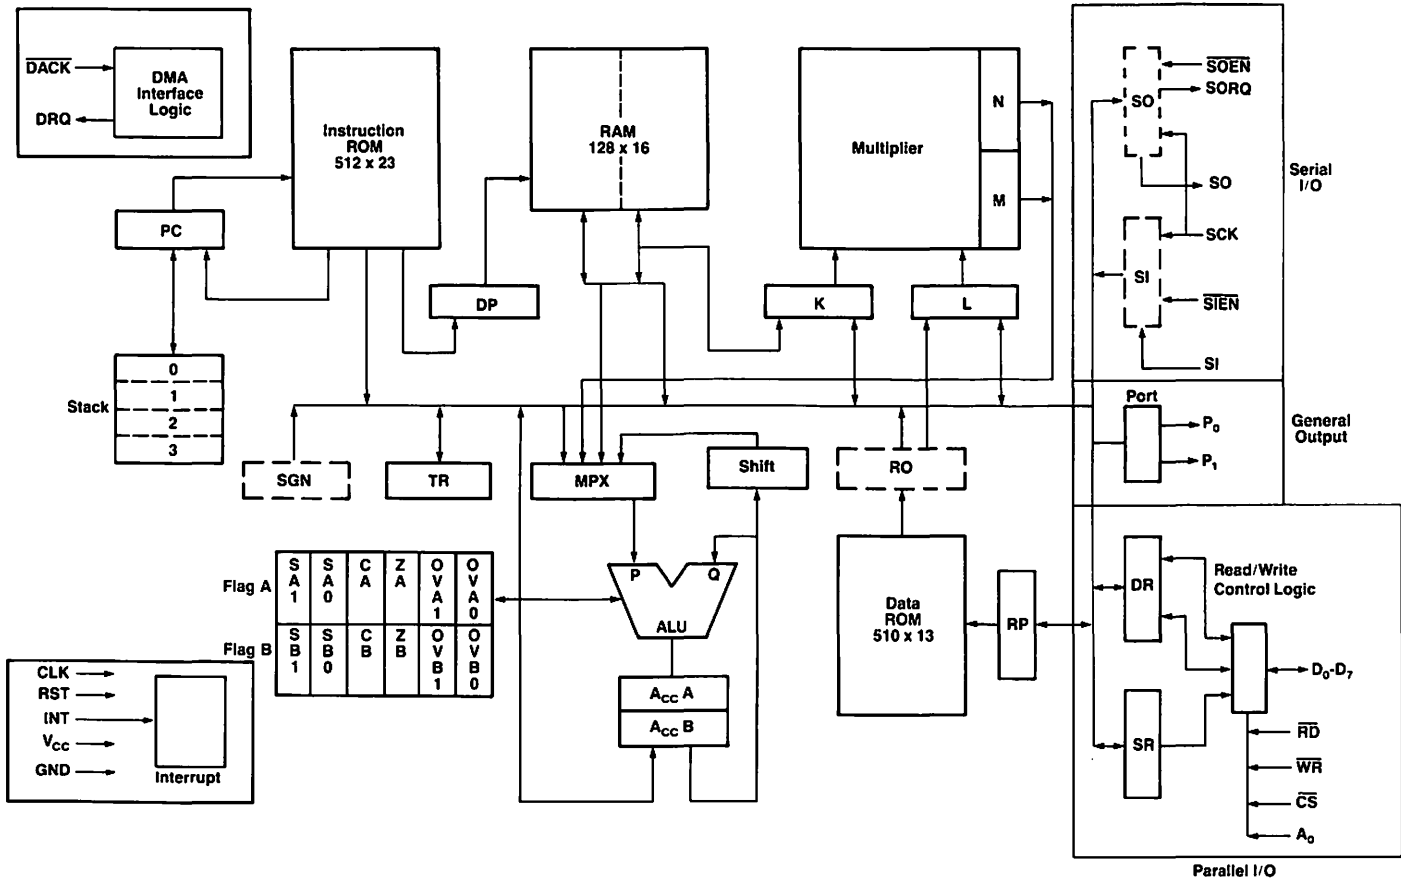 DACK
DRQ
DMA
Interface
Logic
Instruction
ROM
512 x 23
RAM
128 x 16
Multiplier
N
M
SO
SOEN
SORQ
SO
SCK
SI
SIEN
SI
Serial
I/O
PC
DP
K
L
Stack
0
1
2
3
SGN
TR
MPX
Shift
RO
Port
P0
P1
General
Output
Flag A
SA1
SA0
CA
ZA
OVA1
OVA0
Flag B
SB1
SB0
CB
ZB
OVB1
OVB0
P
Q
ALU
ACC A
ACC B
Data
ROM
510 x 13
RP
DR
SR
Read/Write
Control Logic
D0-D7
RD
WR
CS
A0
Parallel I/O
CLK
RST
INT
VCC
GND
Interrupt